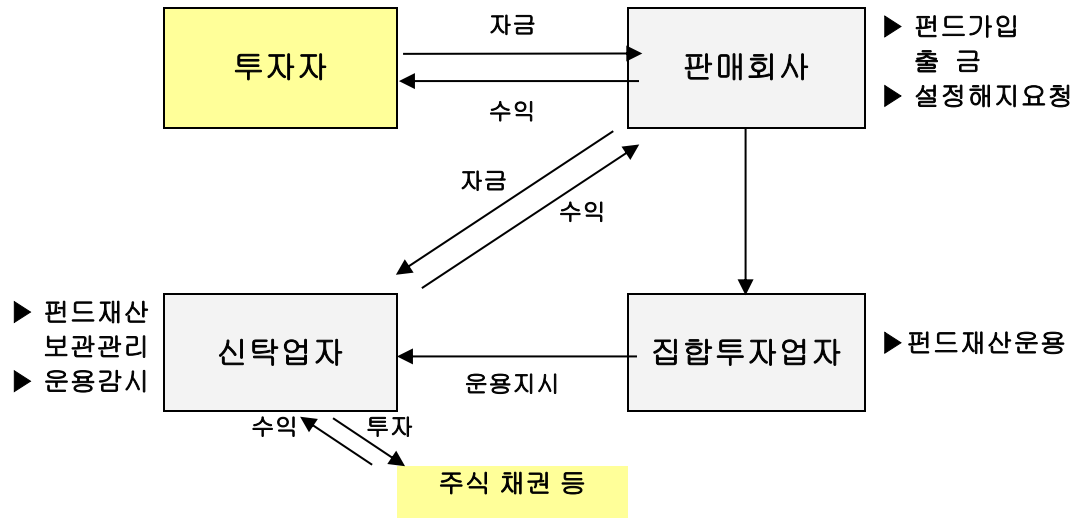 자금
투자자
판매회사
▶ 펀드가입
출 금
▶ 설정해지요청
수익
자금
수익
▶ 펀드재산
보관관리
▶ 운용감시
신탁업자
운용지시
집합투자업자
▶펀드재산운용
수익
투자
주식 채권 등